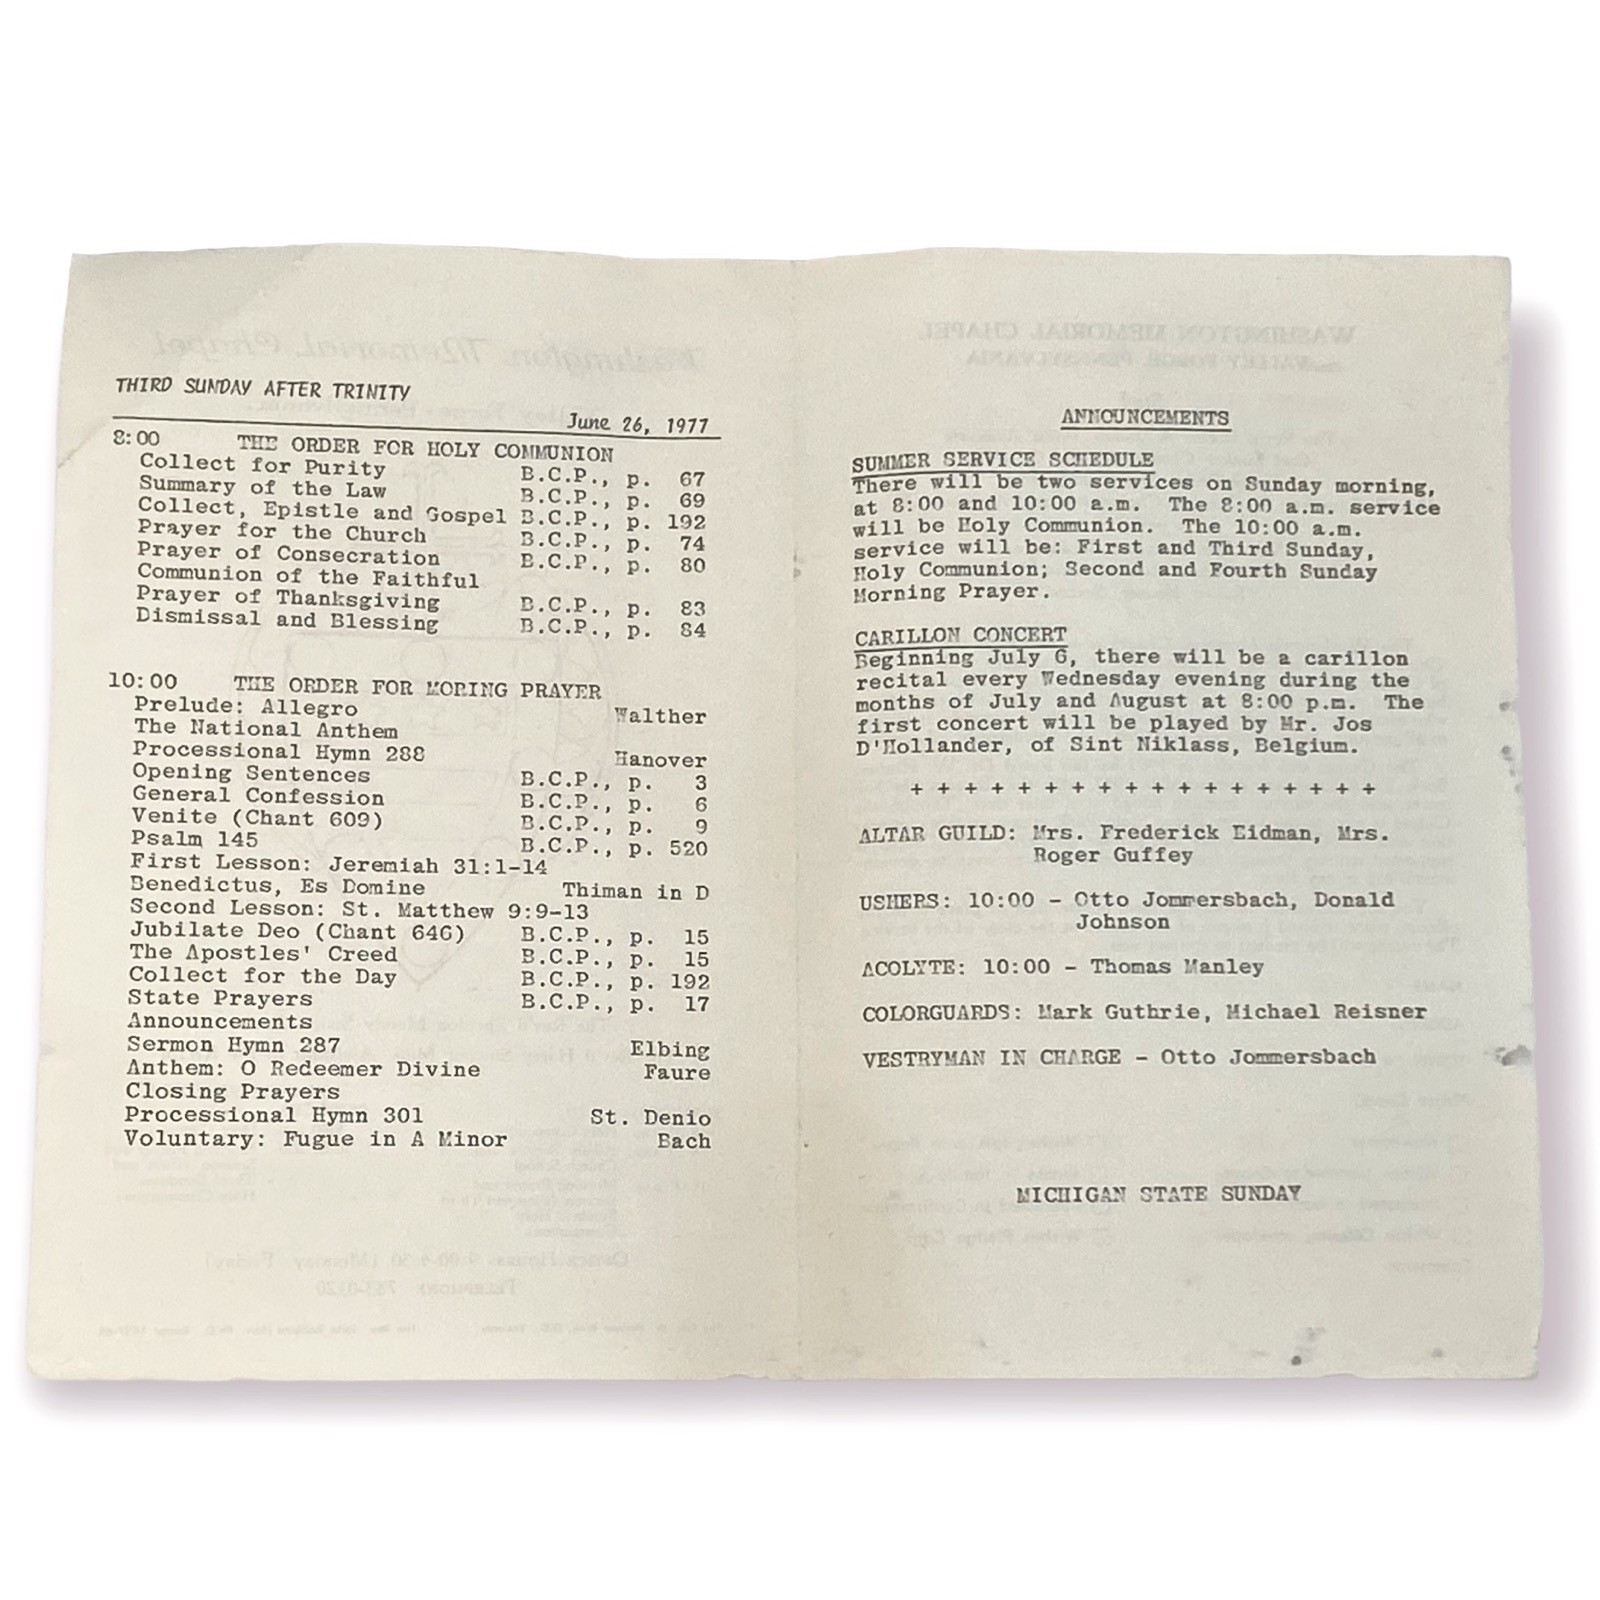 THIRD SUNDAY AFTER TRINITY
June 26, 1977
8:00 THE ORDER FOR HOLY COMMUNION
Collect for Purity B.C.P., p. 67
Summary of the Law B.C.P., p. 69
Collect, Epistle and Gospel B.C.P., p. 192
Prayer for the Church B.C.P., p. 74
Prayer of Consecration B.C.P., p. 80
Communion of the Faithful
Prayer of Thanksgiving B.C.P., p. 83
Dismissal and Blessing B.C.P., p. 84
10:00 THE ORDER FOR MORING PRAYER
Prelude: Allegro Walther
The National Anthem
Processional Hymn 288 Hanover
Opening Sentences B.C.P., p. 3
General Confession B.C.P., p. 6
Venite (Chant 609) B.C.P., p. 9
Psalm 145 B.C.P., p. 520
First Lesson: Jeremiah 31:1-14
Benedictus, Es Domine Thiman in D
Second Lesson: St. Matthew 9:9-13
Jubilate Deo (Chant 646) B.C.P., p. 15
The Apostles' Creed B.C.P., p. 15
Collect for the Day B.C.P., p. 192
State Prayers B.C.P., p. 17
Announcements
Sermon Hymn 287 Elbing
Anthem: O Redeemer Divine Faure
Closing Prayers
Processional Hymn 301 St. Denio
Voluntary: Fugue in A Minor Bach
ANNOUNCEMENTS
SUMMER SERVICE SCHEDULE
There will be two services on Sunday morning,
at 8:00 and 10:00 a.m. The 8:00 a.m. service
will be Holy Communion. The 10:00 a.m.
service will be: First and Third Sunday,
Holy Communion; Second and Fourth Sunday
Morning Prayer.
CARILLON CONCERT
Beginning July 6, there will be a carillon
recital every Wednesday evening during the
months of July and August at 8:00 p.m. The
first concert will be played by Mr. Jos
D'Hollander, of Sint Niklass, Belgium.
+ + + + + + + + + + + + + + + + + +
ALTAR GUILD: Mrs. Frederick Eidman, Mrs.
Roger Guffey
USHERS: 10:00 - Otto Jommersbach, Donald
Johnson
ACOLYTE: 10:00 - Thomas Manley
COLORGUARDS: Mark Guthrie, Michael Reisner
VESTRYMAN IN CHARGE - Otto Jommersbach
MICHIGAN STATE SUNDAY